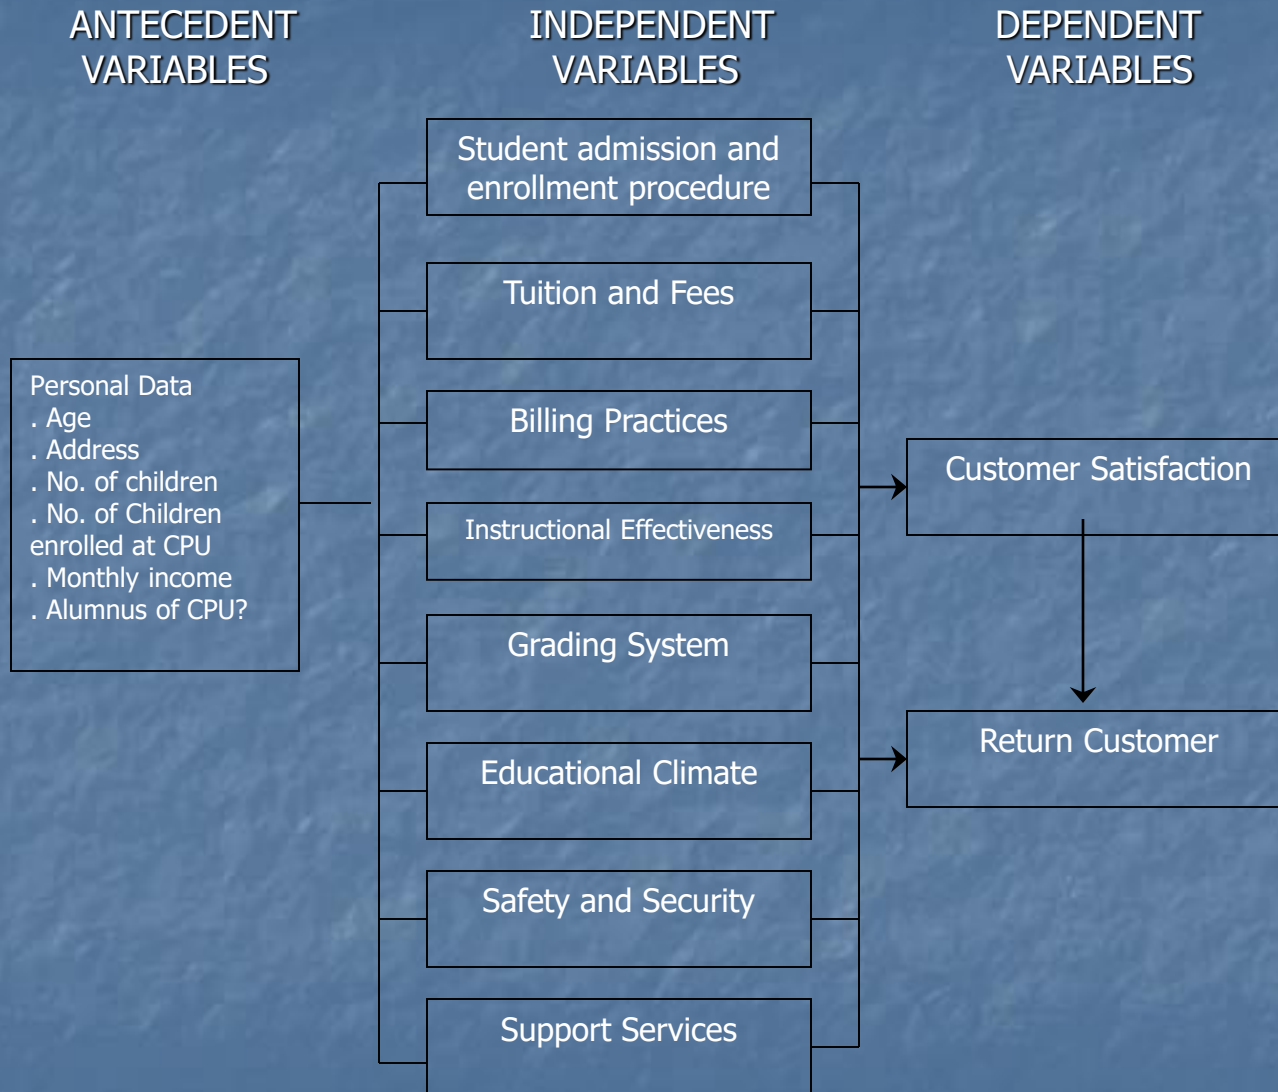 ANTECEDENT
VARIABLES
INDEPENDENT
VARIABLES
DEPENDENT
VARIABLES
Personal Data
. Age
. Address
. No. of children
. No. of Children
enrolled at CPU
. Monthly income
. Alumnus of CPU?
Student admission and
enrollment procedure
Tuition and Fees
Billing Practices
Instructional Effectiveness
Grading System
Educational Climate
Safety and Security
Support Services
Customer Satisfaction
Return Customer